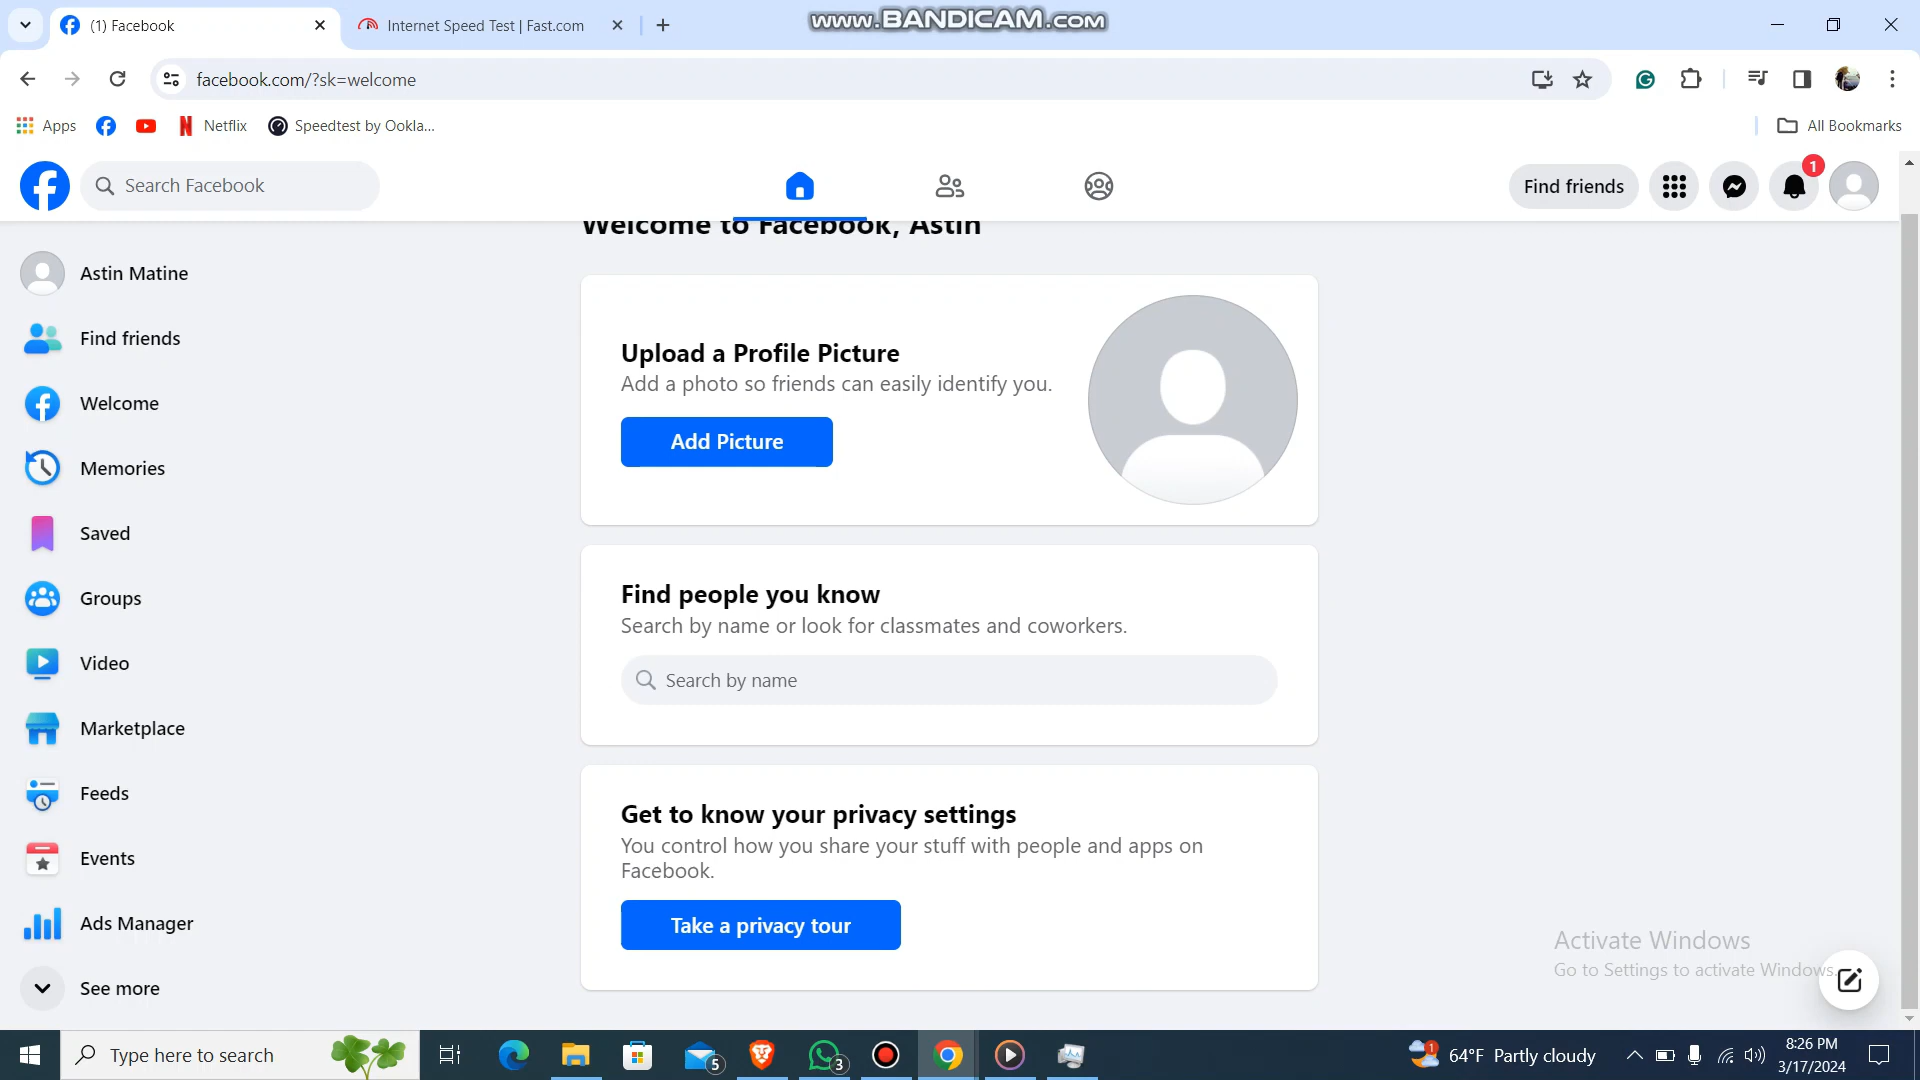 (1) Facebook
Internet Speed Test | Fast.com
www.BANDICAM.com
facebook.com/?sk=welcome
Apps
Netflix
Speedtest by Ookla...
All Bookmarks
Search Facebook
Find friends
1
Welcome to Facebook, Astin
Astin Matine
Find friends
Welcome
Memories
Saved
Groups
Video
Marketplace
Feeds
Events
Ads Manager
See more
Upload a Profile Picture
Add a photo so friends can easily identify you.
Add Picture
Find people you know
Search by name or look for classmates and coworkers.
Search by name
Get to know your privacy settings
You control how you share your stuff with people and apps on
Facebook.
Take a privacy tour
Activate Windows
Go to Settings to activate Windows.
Type here to search
5
3
1
64°F Partly cloudy
8:26 PM
3/17/2024